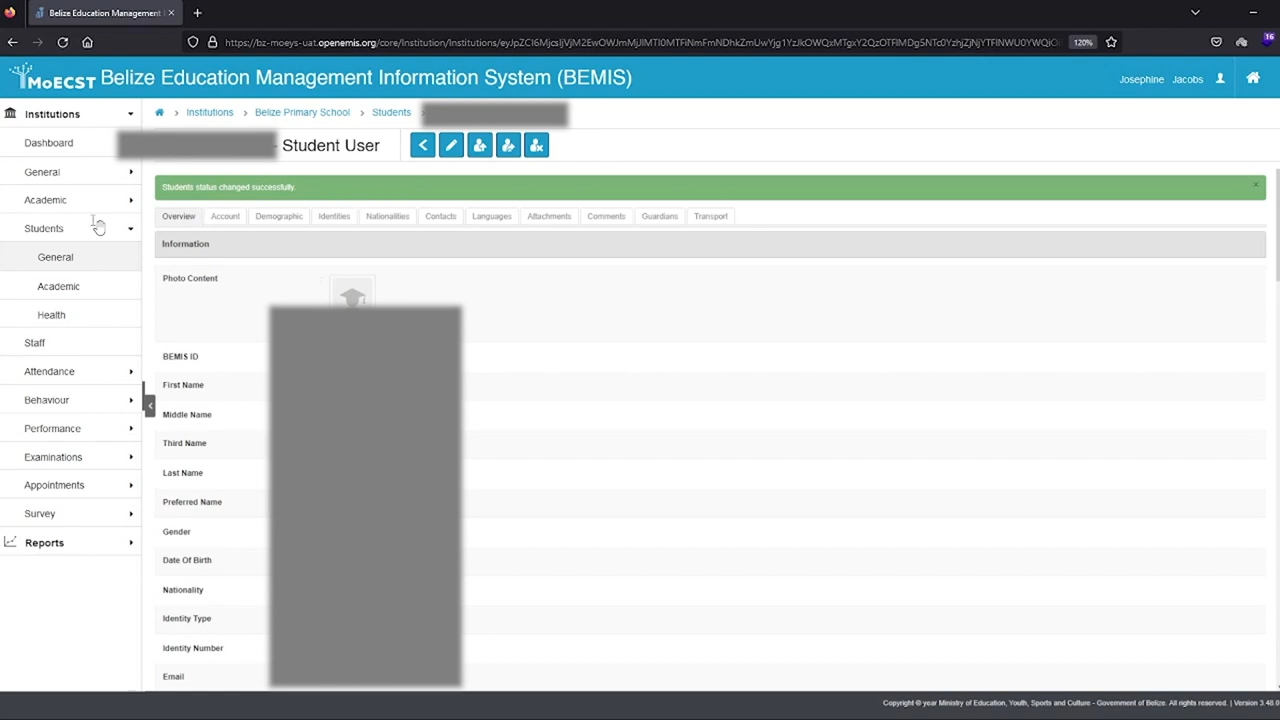 Belize Education Management I
https://bz-moeys-uat.openemis.org/core/Institution/Institutions/
120%
16
MoECST Belize Education Management Information System (BEMIS)
Josephine Jacobs
Institutions
Institutions > Belize Primary School > Students
Dashboard
- Student User
General
Academic
Students status changed successfully.
Overview Account Demographic Identities Nationalities Contacts Languages Attachments Comments Guardians Transport
Students
Information
General
Photo Content
Academic
Health
Staff
BEMIS ID
Attendance
First Name
Behaviour
Middle Name
Performance
Third Name
Examinations
Last Name
Appointments
Preferred Name
Survey
Gender
Reports
Date Of Birth
Nationality
Identity Type
Identity Number
Email
Copyright © year Ministry of Education, Youth, Sports and Culture - Government of Belize. All rights reserved. | Version 3.48.0